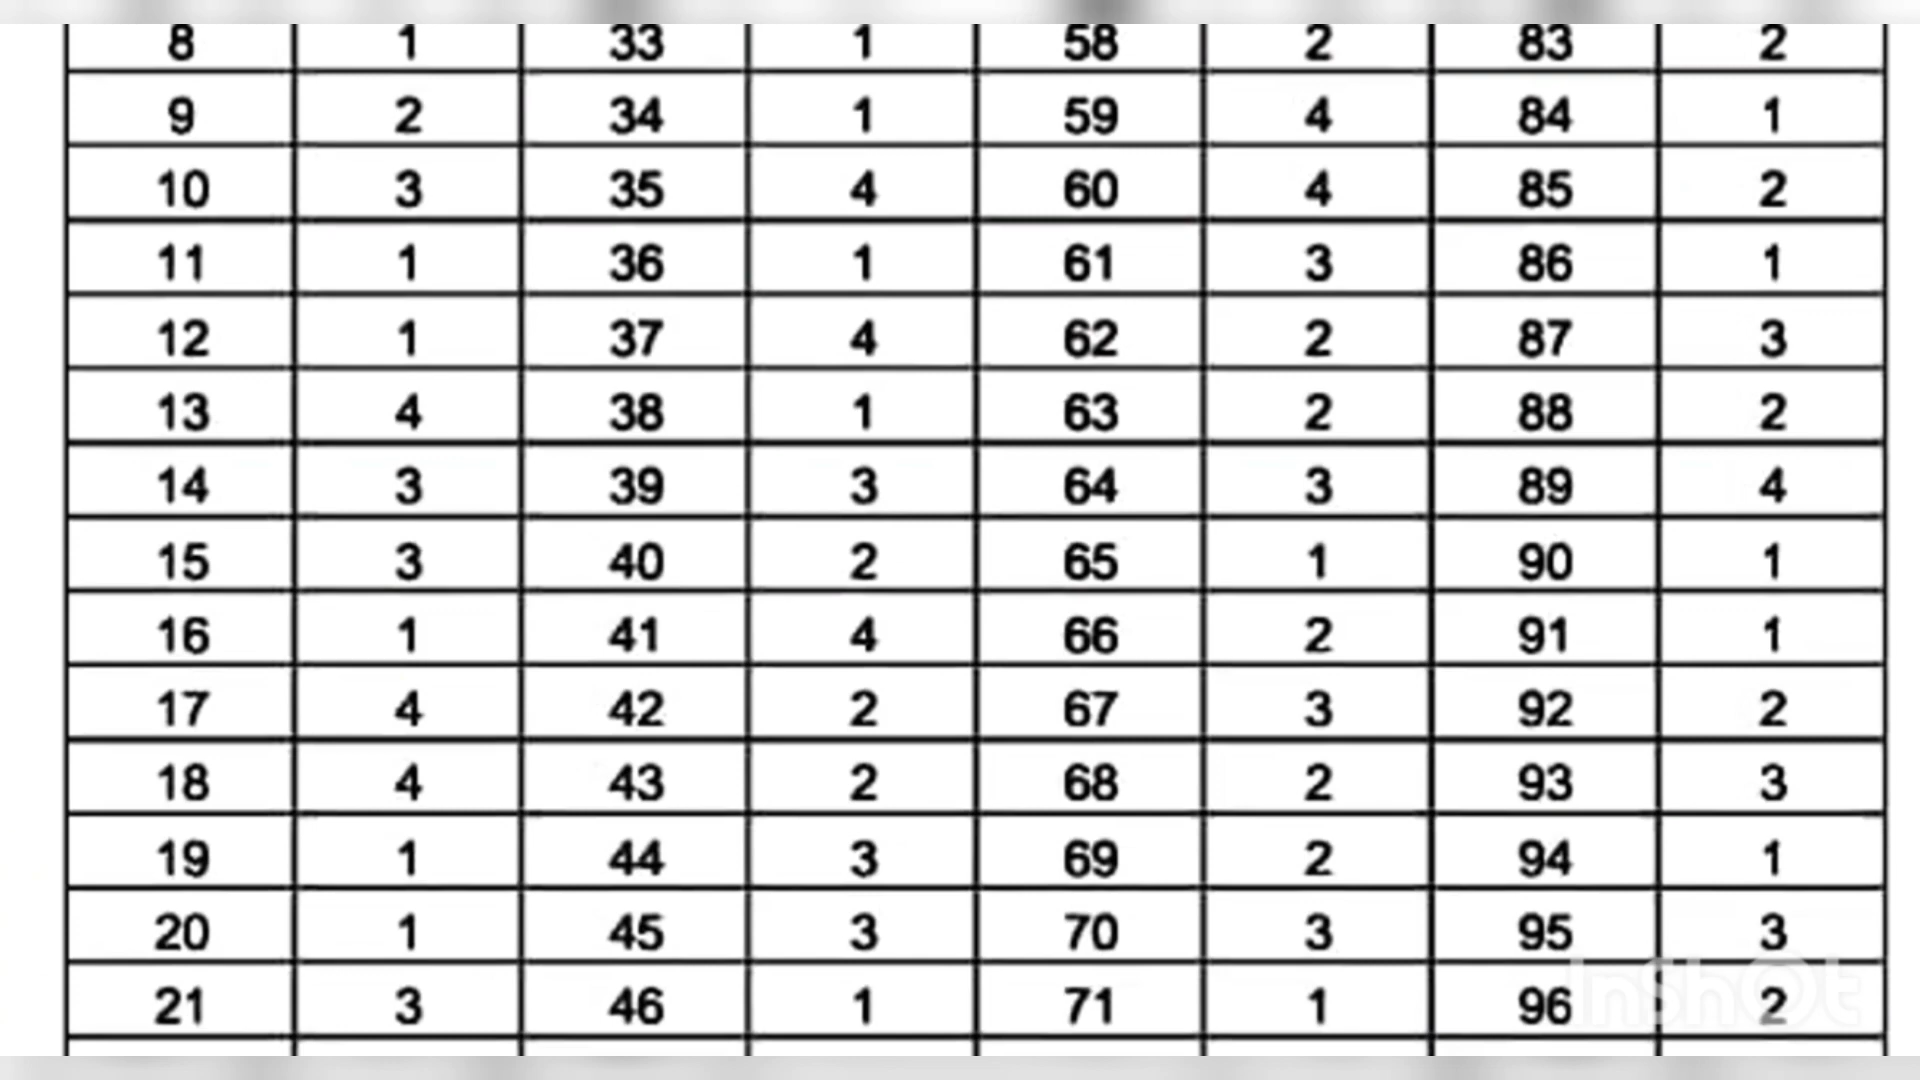 8 1 33 1 58 2 83 2
9 2 34 1 59 4 84 1
10 3 35 4 60 4 85 2
11 1 36 1 61 3 86 1
12 1 37 4 62 2 87 3
13 4 38 1 63 2 88 2
14 3 39 3 64 3 89 4
15 3 40 2 65 1 90 1
16 1 41 4 66 2 91 1
17 4 42 2 67 3 92 2
18 4 43 2 68 2 93 3
19 1 44 3 69 2 94 1
20 1 45 3 70 3 95 3
21 3 46 1 71 1 96 2
InShOt